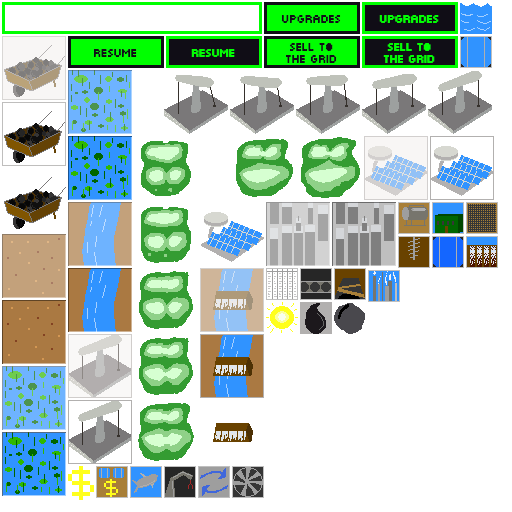 UPGRADES
UPGRADES
RESUME
RESUME
SELL TO
THE GRID
SELL TO
THE GRID
$
$